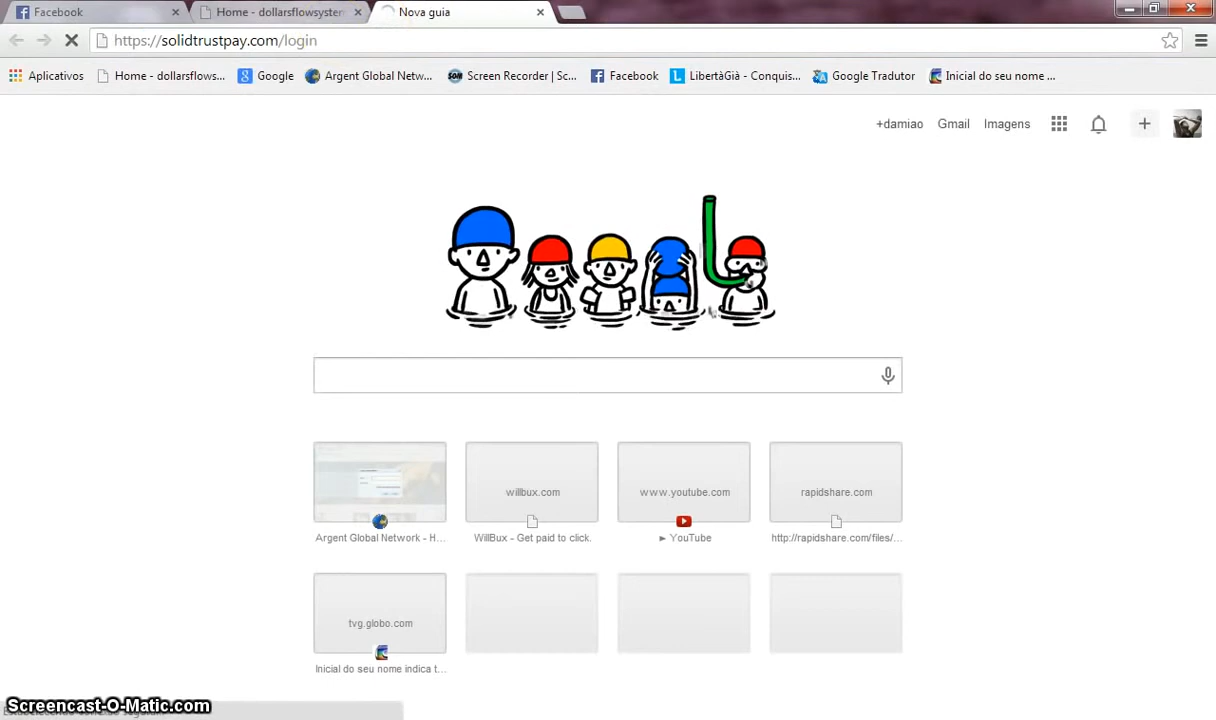 Facebook
Home - dollarsflowsystem
Nova guia
https://solidtrustpay.com/login
Aplicativos
Home - dollarsflows...
Google
Argent Global Netw...
Screen Recorder | Sc...
Facebook
LibertàGià - Conquis...
Google Tradutor
Inicial do seu nome ...
+damiao
Gmail
Imagens
willbux.com
www.youtube.com
rapidshare.com
Argent Global Network - H...
WillBux - Get paid to click.
► YouTube
http://rapidshare.com/files/...
tvg.globo.com
Inicial do seu nome indica t...
Screencast-O-Matic.com